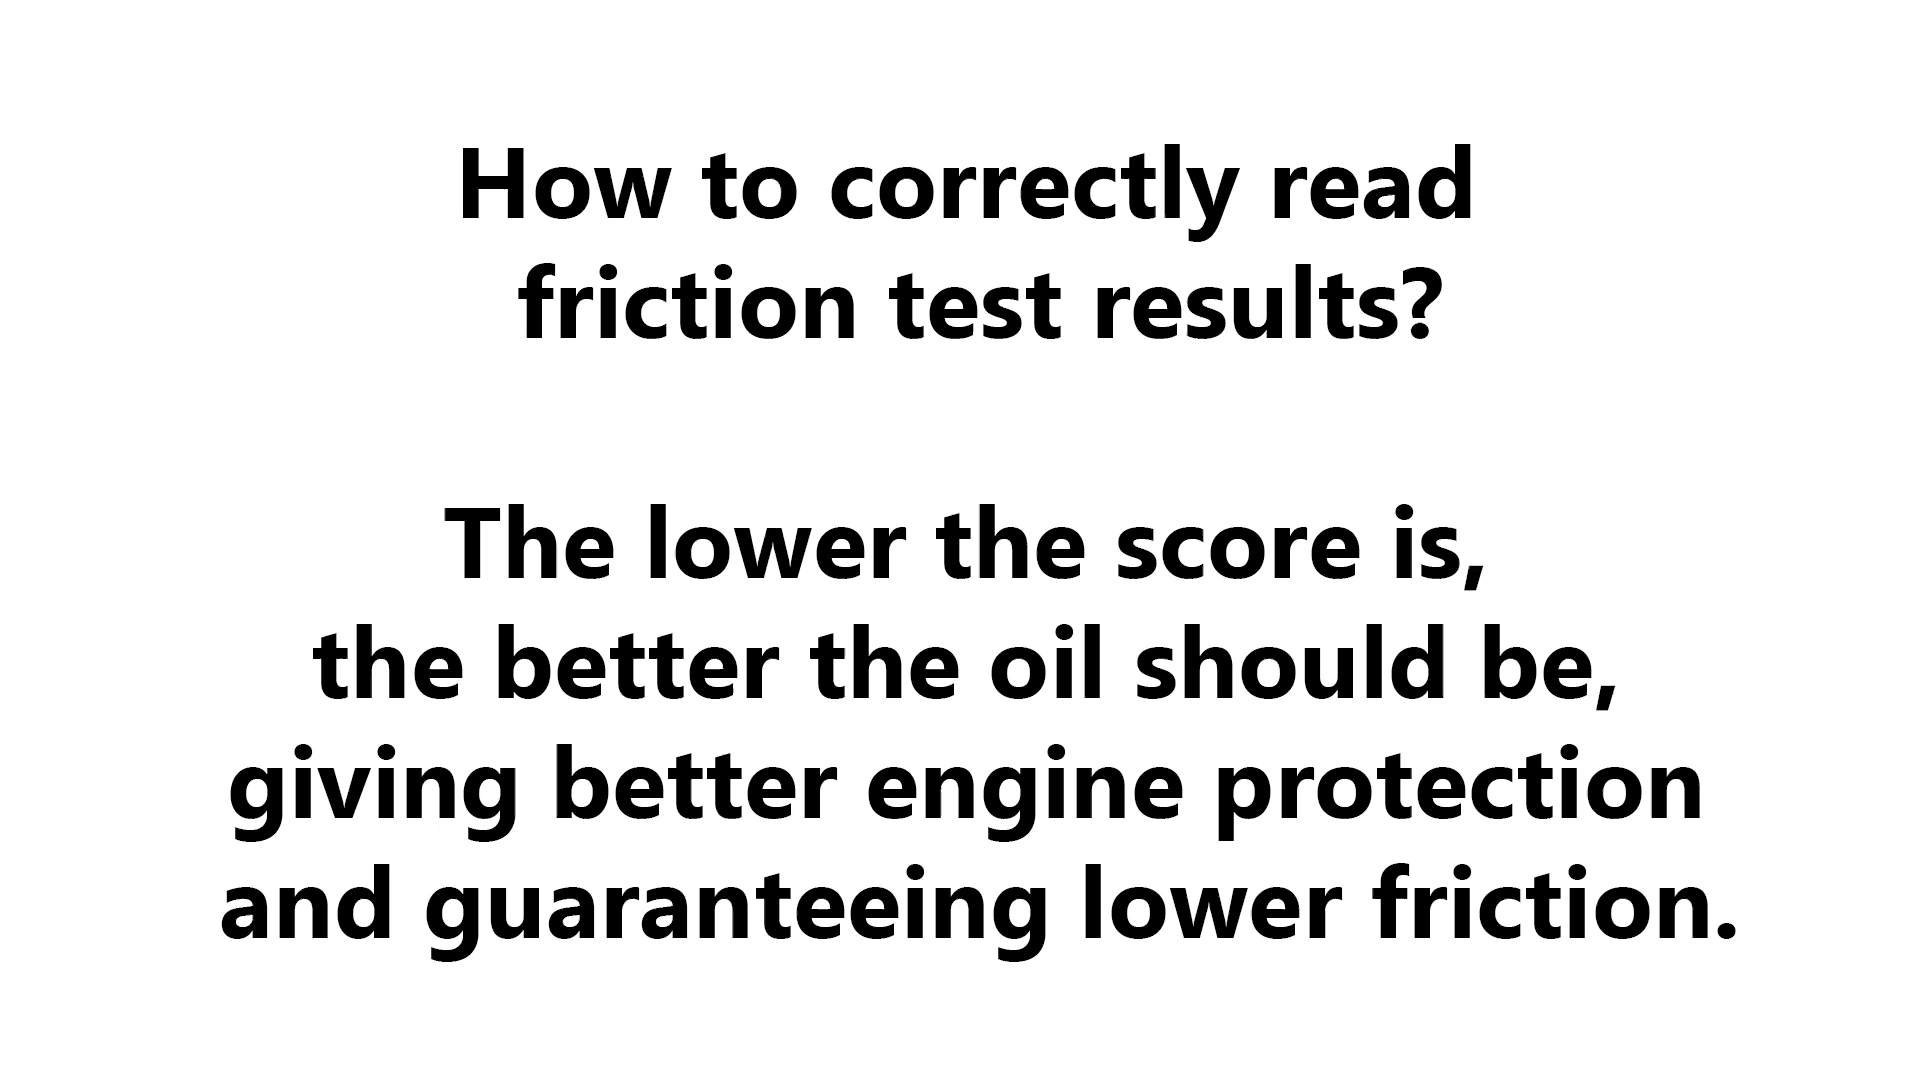 How to correctly read
friction test results?
The lower the score is,
the better the oil should be,
giving better engine protection
and guaranteeing lower friction.